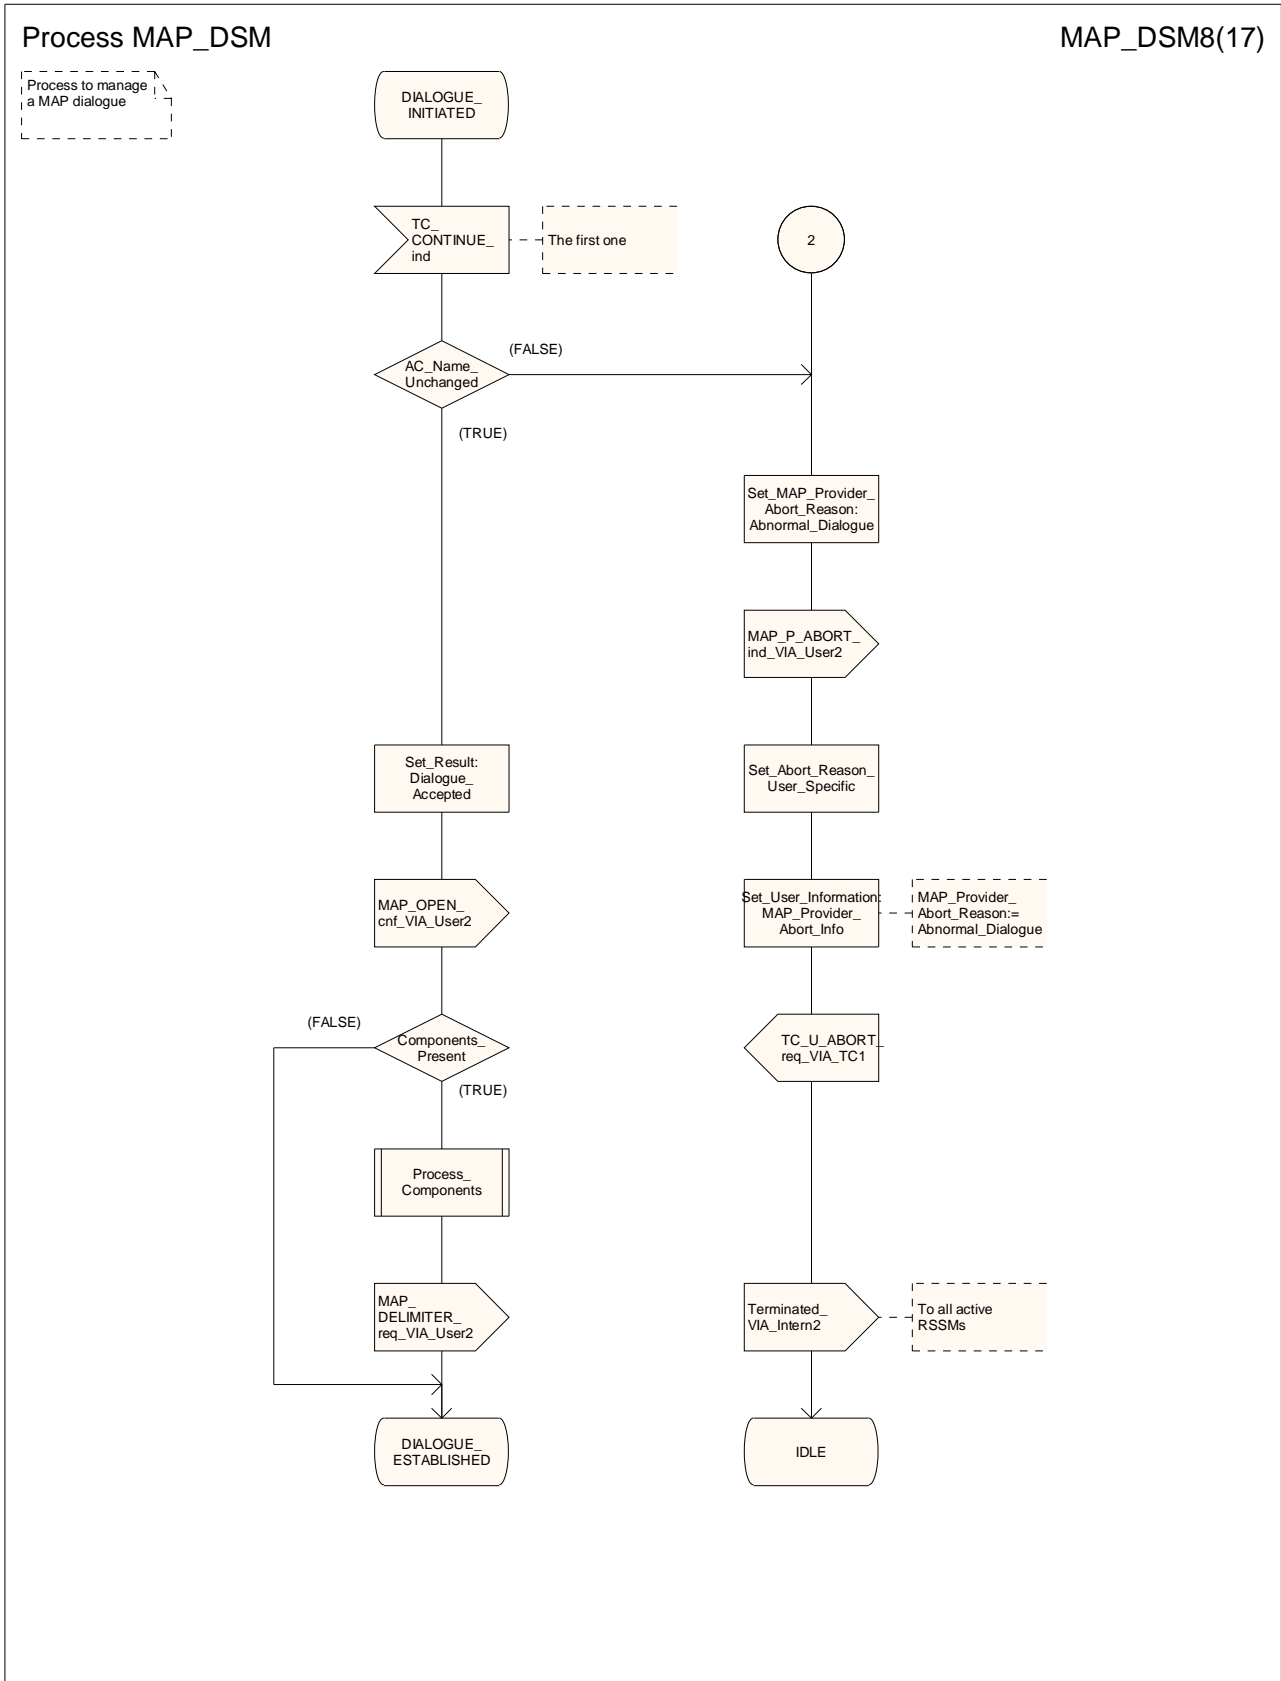 Process MAP_DSM
MAP_DSM8(17)
Process to manage
a MAP dialogue
DIALOGUE_
INITIATED
TC_
CONTINUE_
ind
The first one
2
AC_Name_
Unchanged
(FALSE)
(TRUE)
Set_MAP_Provider_
Abort_Reason:
Abnormal_Dialogue
MAP_P_ABORT_
ind_VIA_User2
Set_Result:
Dialogue_
Accepted
Set_Abort_Reason_
User_Specific
MAP_OPEN_
cnf_VIA_User2
Set_User_Information:
MAP_Provider_
Abort_Info
MAP_Provider_
Abort_Reason:=
Abnormal_Dialogue
(FALSE)
Components_
Present
(TRUE)
TC_U_ABORT_
req_VIA_TC1
Process_
Components
MAP_
DELIMITER_
req_VIA_User2
Terminated_
VIA_Intern2
To all active
RSSMs
DIALOGUE_
ESTABLISHED
IDLE